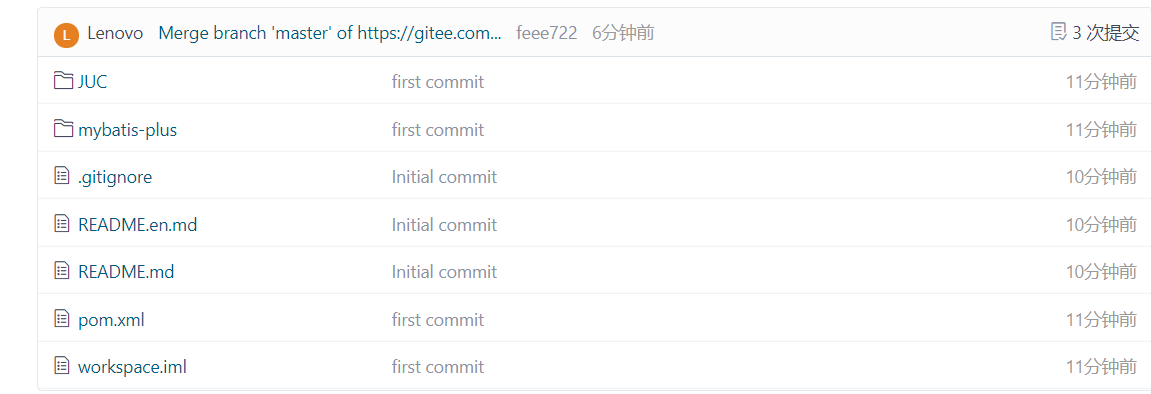 L Lenovo Merge branch 'master' of https://gitee.com... feee722 6分钟前 3 次提交
JUC first commit 11分钟前
mybatis-plus first commit 11分钟前
.gitignore Initial commit 10分钟前
README.en.md Initial commit 10分钟前
README.md Initial commit 10分钟前
pom.xml first commit 11分钟前
workspace.iml first commit 11分钟前